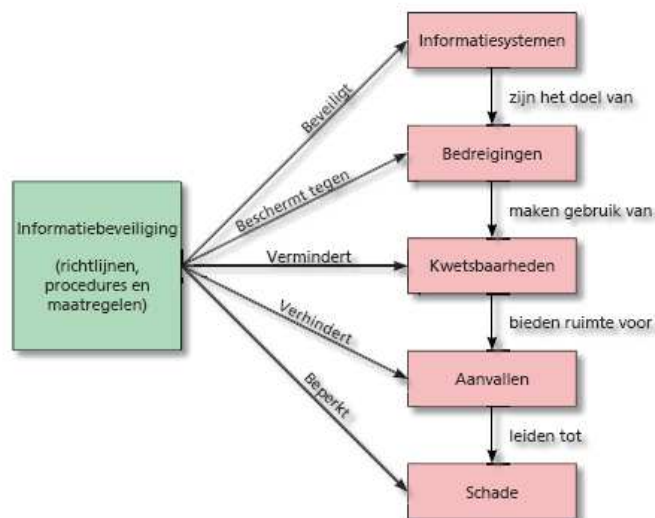 Informatiesystemen
Beveiligt
zijn het doel van
Bedreigingen
Beschermt tegen
maken gebruik van
Informatiebeveiliging
(richtlijnen,
procedures en
maatregelen)
Vermindert
Kwetsbaarheden
bieden ruimte voor
Verhindert
Aanvallen
Beperkt
leiden tot
Schade